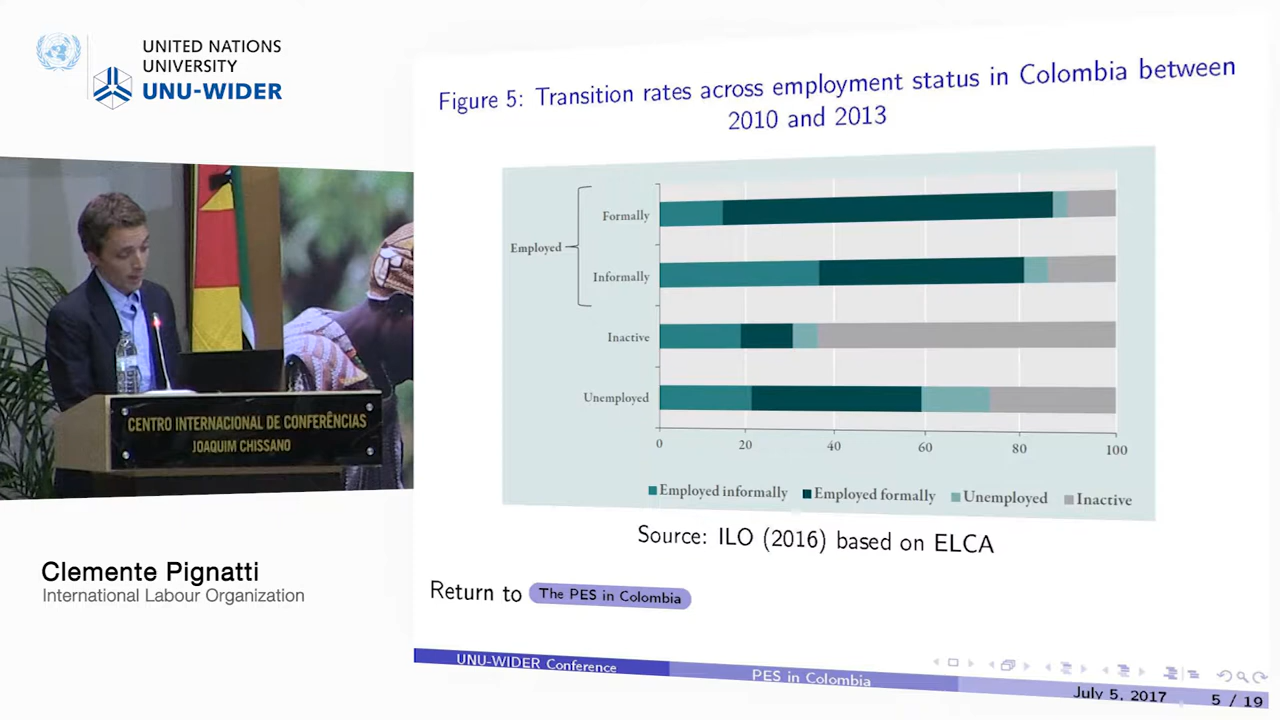 UNITED NATIONS
UNIVERSITY
UNU-WIDER
Figure 5: Transition rates across employment status in Colombia between
2010 and 2013
Employed
Formally
Informally
Inactive
Unemployed
0 20 40 60 80 100
Employed informally Employed formally Unemployed Inactive
Source: ILO (2016) based on ELCA
Return to The PES in Colombia
UNU-WIDER Conference PES in Colombia July 5, 2017 5 / 19
CENTRO INTERNACIONAL DE CONFERÊNCIAS
JOAQUIM CHISSANO
Clemente Pignatti
International Labour Organization